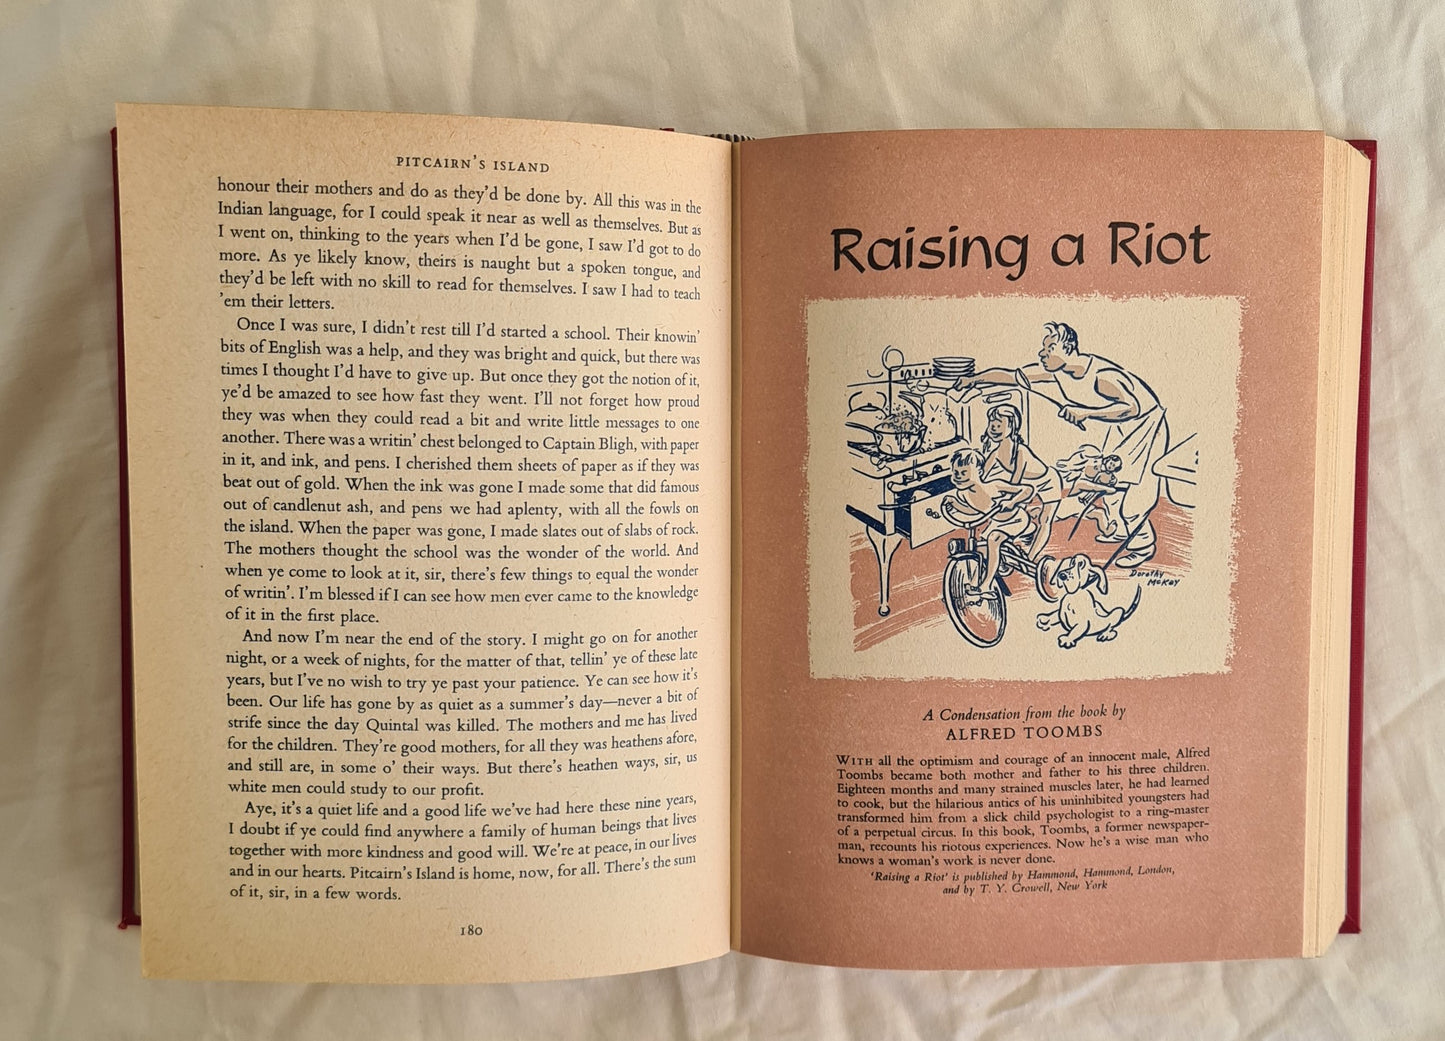 PITCAIRN'S ISLAND
honour their mothers and do as they'd be done by. All this was in the
Indian language, for I could speak it near as well as themselves. But as
I went on, thinking to the years when I'd be gone, I saw I'd got to do
more. As ye likely know, theirs is naught but a spoken tongue, and
they'd be left with no skill to read for themselves. I saw I had to teach
'em their letters.
Once I was sure, I didn't rest till I'd started a school. Their knowin'
bits of English was a help, and they was bright and quick, but there was
times I thought I'd have to give up. But once they got the notion of it,
ye'd be amazed to see how fast they went. I'll not forget how proud
they was when they could read a bit and write little messages to one
another. There was a writin' chest belonged to Captain Bligh, with paper
in it, and ink, and pens. I cherished them sheets of paper as if they was
beat out of gold. When the ink was gone I made some that did famous
out of candlenut ash, and pens we had aplenty, with all the fowls on
the island. When the paper was gone, I made slates out of slabs of rock.
The mothers thought the school was the wonder of the world. And
when ye come to look at it, sir, there's few things to equal the wonder
of writin'. I'm blessed if I can see how men ever came to the knowledge
of it in the first place.
And now I'm near the end of the story. I might go on for another
night, or a week of nights, for the matter of that, tellin' ye of these late
years, but I've no wish to try ye past your patience. Ye can see how it's
been. Our life has gone by as quiet as a summer's day—never a bit of
strife since the day Quintal was killed. The mothers and me has lived
for the children. They're good mothers, for all they was heathens afore,
and still are, in some o' their ways. But there's heathen ways, sir, us
white men could study to our profit.
Aye, it's a quiet life and a good life we've had here these nine years,
I doubt if ye could find anywhere a family of human beings that lives
together with more kindness and good will. We're at peace, in our lives
and in our hearts. Pitcairn's Island is home, now, for all. There's the sum
of it, sir, in a few words.
180
Raising a Riot
Dorothy
McKay
A Condensation from the book by
ALFRED TOOMBS
WITH all the optimism and courage of an innocent male, Alfred
Toombs became both mother and father to his three children.
Eighteen months and many strained muscles later, he had learned
to cook, but the hilarious antics of his uninhibited youngsters had
transformed him from a slick child psychologist to a ring-master
of a perpetual circus. In this book, Toombs, a former newspaper-
man, recounts his riotous experiences. Now he's a wise man who
knows a woman's work is never done.
'Raising a Riot' is published by Hammond, Hammond, London,
and by T. Y. Crowell, New York